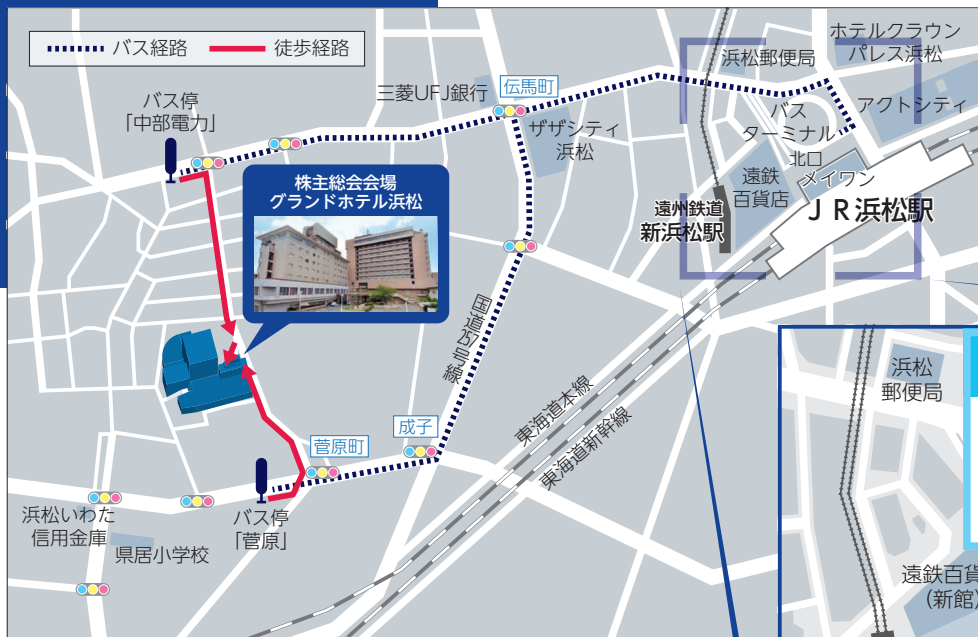 バス経路
徒歩経路
ホテルクラウン
パレス浜松
浜松郵便局
三菱UFJ銀行
伝馬町
バス停
「中部電力」
ザザシティ
浜松
バス
ターミナル
アクトシティ
北口
メイワン
遠鉄
百貨店
JR浜松駅
遠州鉄道
新浜松駅
株主総会会場
グランドホテル浜松
国道257号線
東海道本線
東海道新幹線
成子
菅原町
バス停
「菅原」
浜松いわた
信用金庫
県居小学校
浜松
郵便局
遠鉄百貨
(新館)